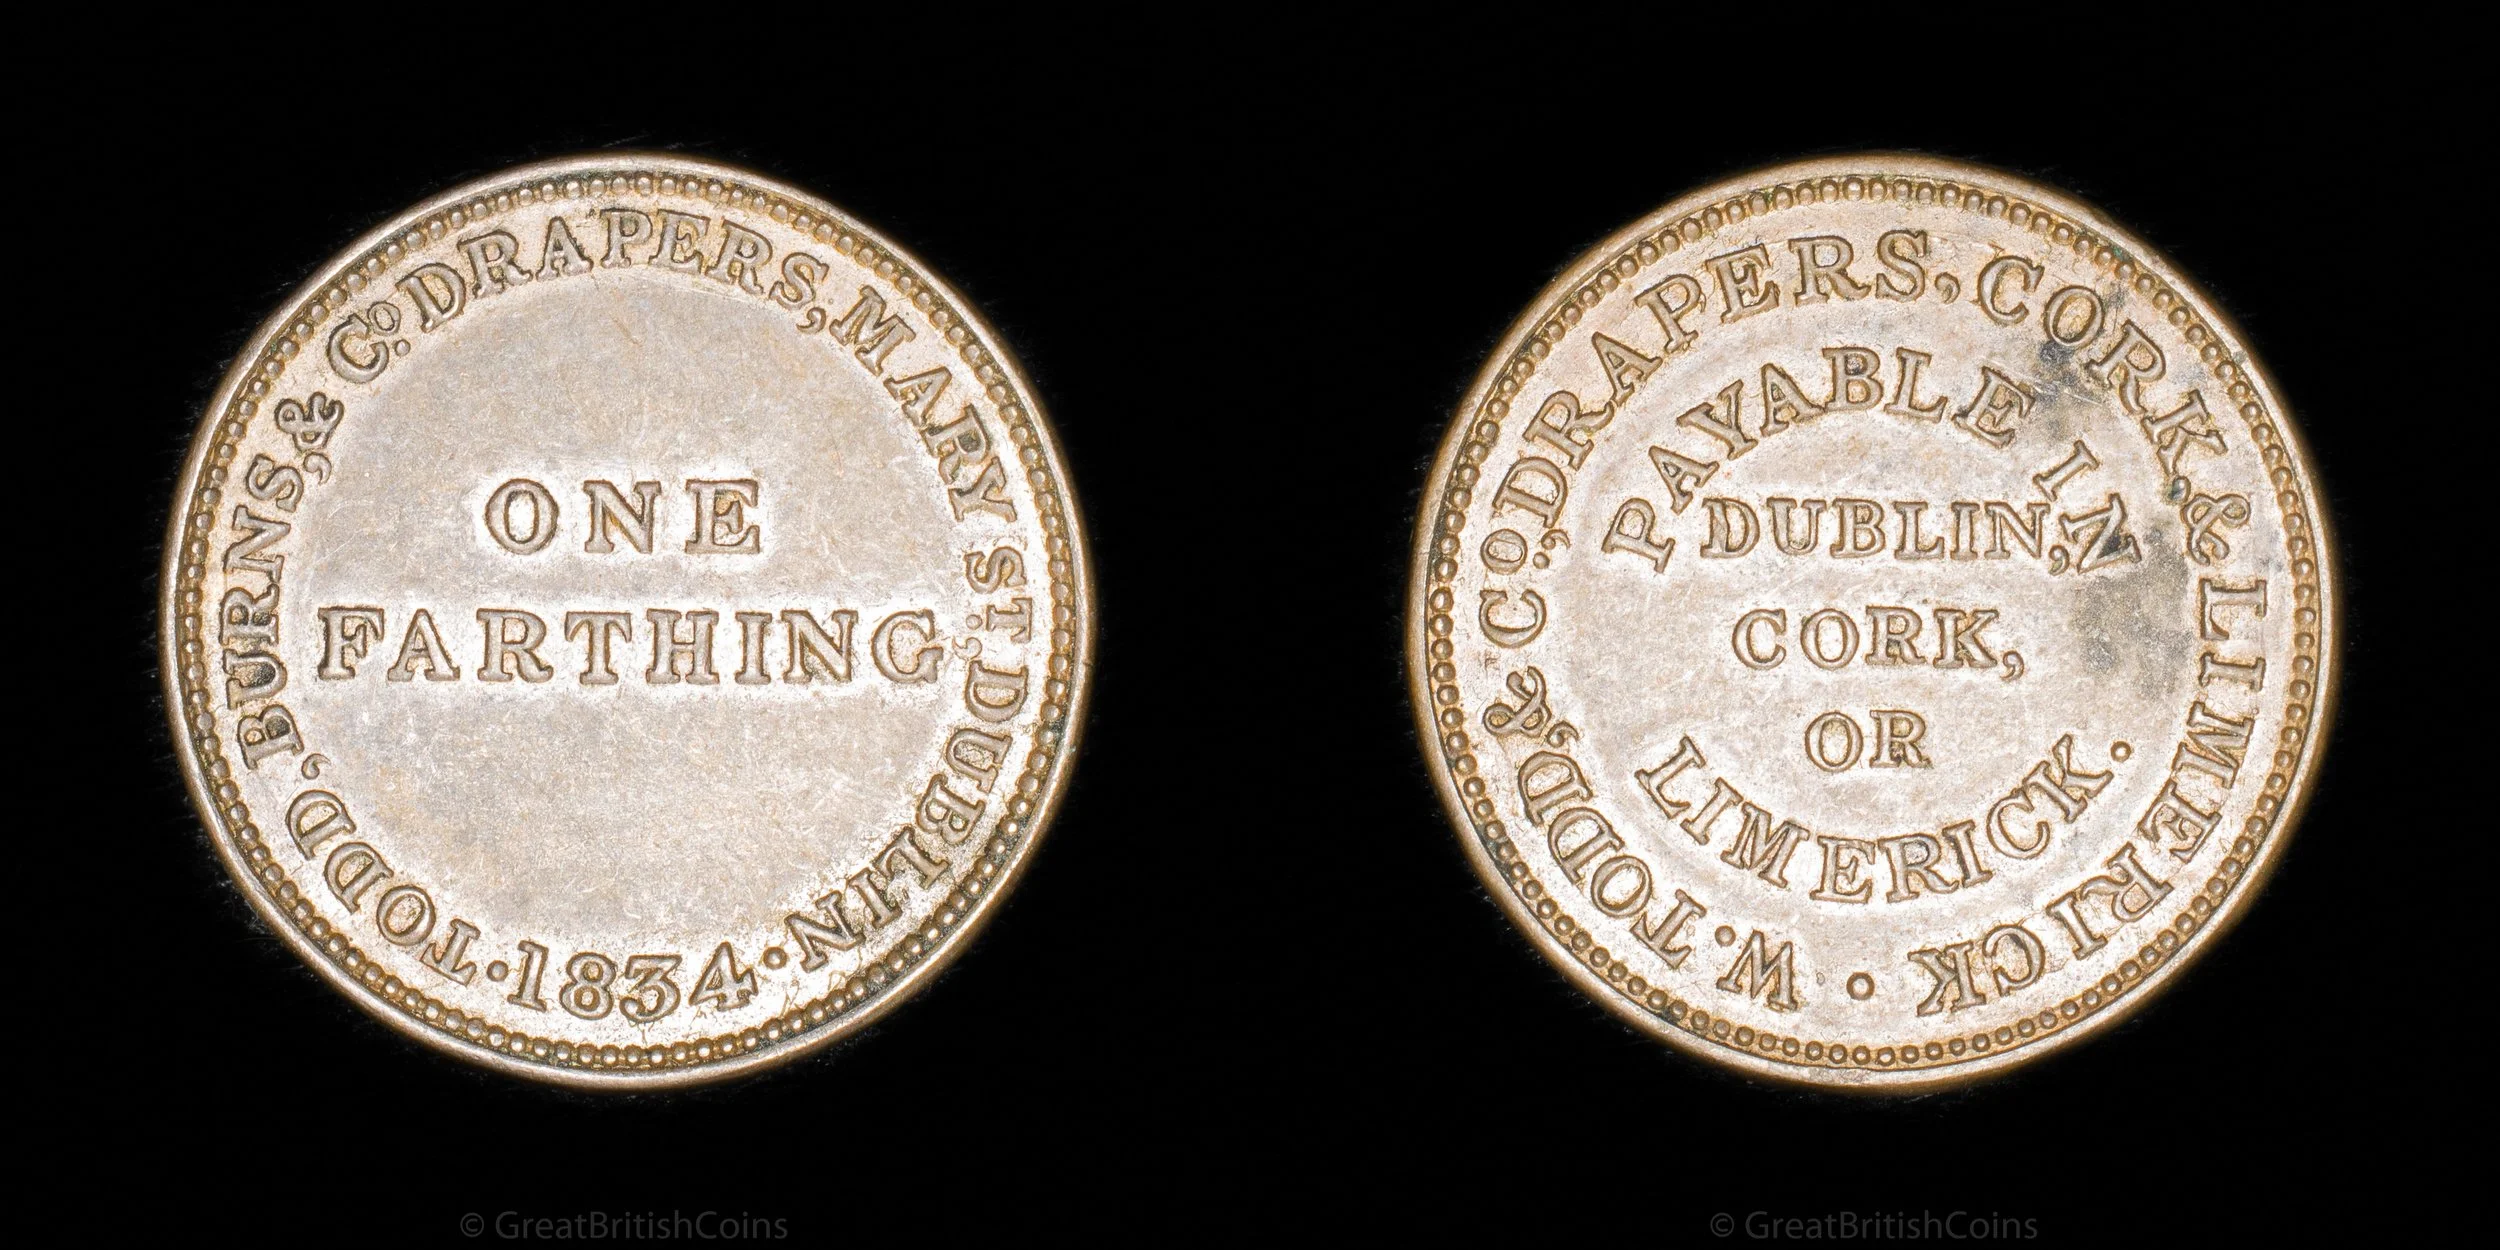 TODD, BURNS, & Co. DRAPERS, MARY ST., DUBLIN
· 1834 ·
ONE
FARTHING
W. TODD, & Co., DRAPERS, CORK, & LIMERICK ·
PAYABLE IN
DUBLIN,
CORK,
OR
LIMERICK.
© GreatBritishCoins
© GreatBritishCoins